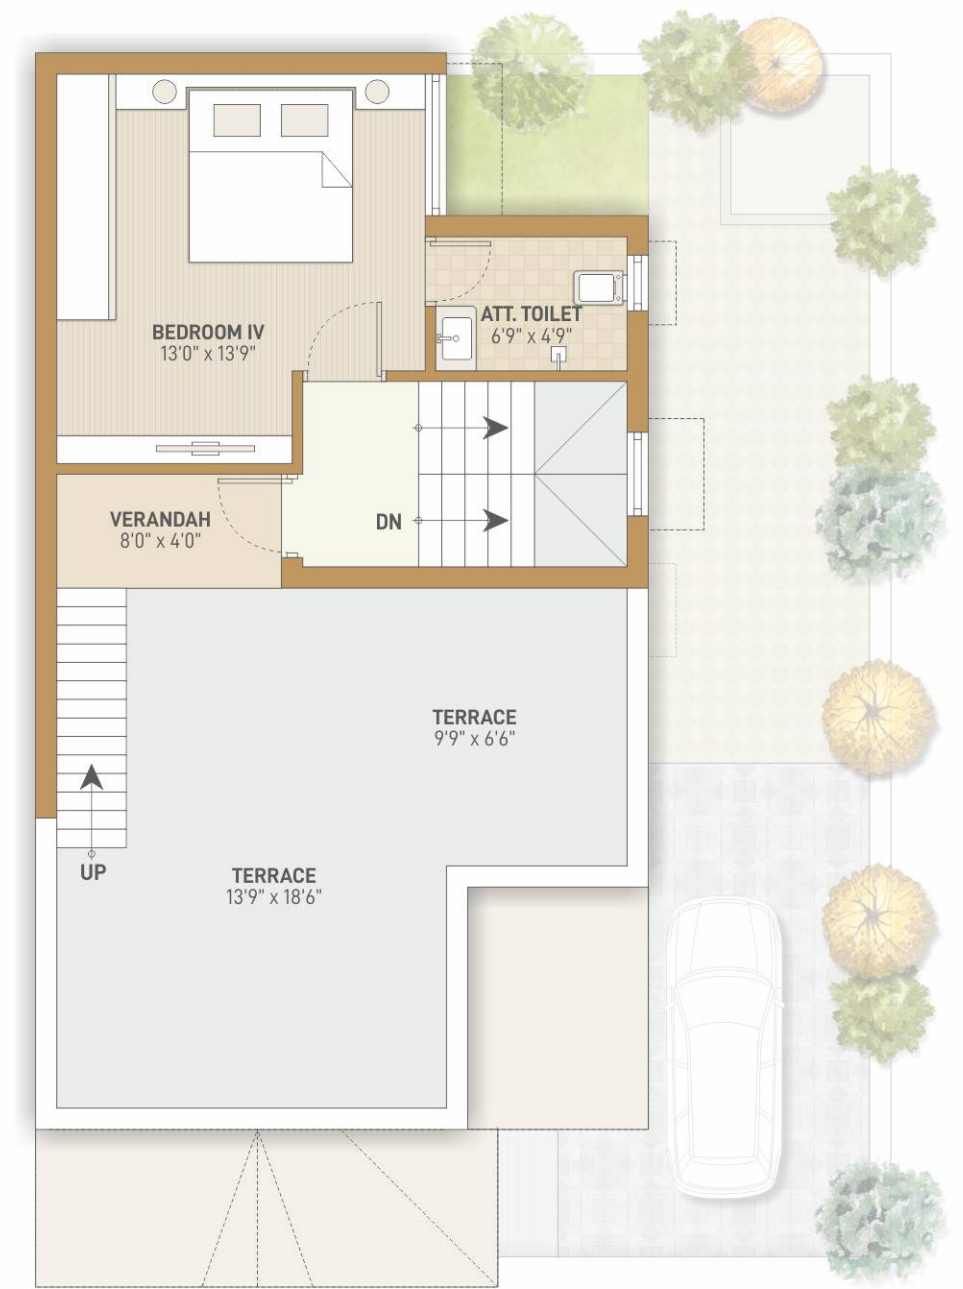 BEDROOM IV
13'0" x 13'9"
ATT. TOILET
6'9" x 4'9"
VERANDAH
8'0" x 4'0"
DN
TERRACE
9'9" x 6'6"
UP
TERRACE
13'9" x 18'6"